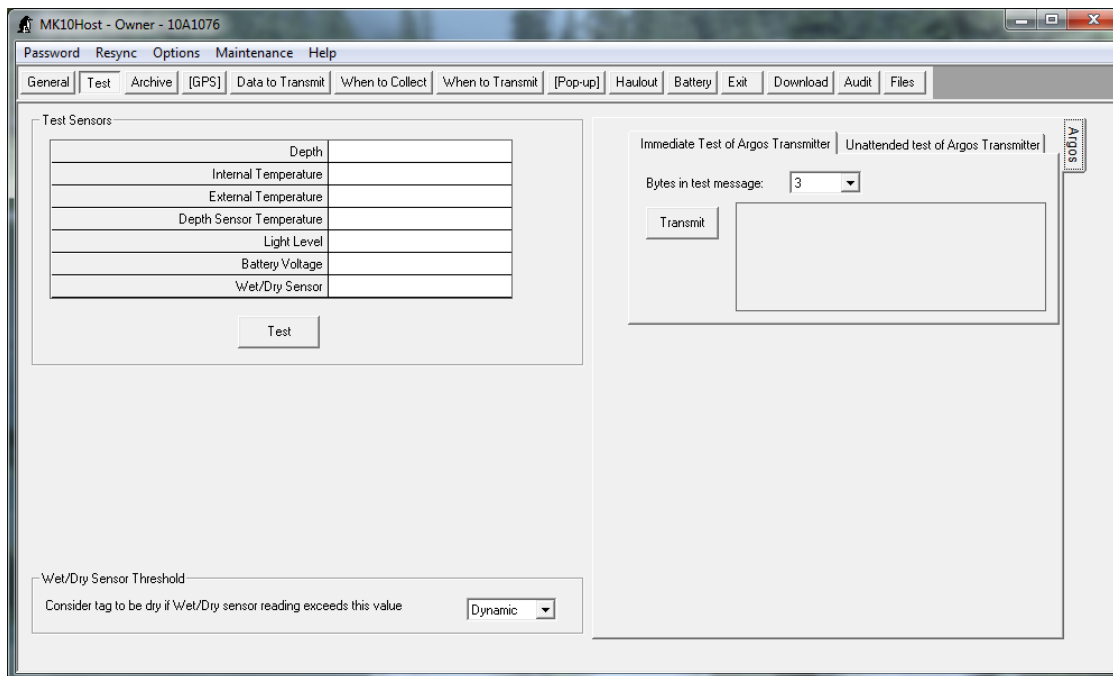 MK10Host - Owner - 10A1076
Password Resync Options Maintenance Help
General Test Archive [GPS] Data to Transmit When to Collect When to Transmit [Pop-up] Haulout Battery Exit Download Audit Files
Test Sensors
Depth
Internal Temperature
External Temperature
Depth Sensor Temperature
Light Level
Battery Voltage
Wet/Dry Sensor
Test
Wet/Dry Sensor Threshold
Consider tag to be dry if Wet/Dry sensor reading exceeds this value Dynamic
Immediate Test of Argos Transmitter Unattended test of Argos Transmitter
Bytes in test message: 3
Transmit
Argos